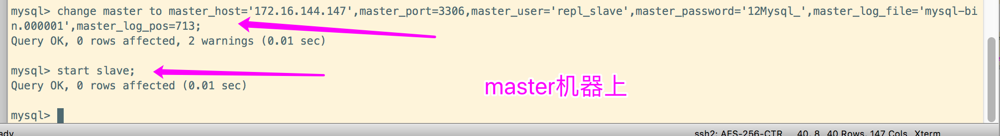 mysql> change master to master_host='172.16.144.147',master_port=3306,master_user='repl_slave',master_password='12Mysql_',master_log_file='mysql-bi
n.000001',master_log_pos=713;
Query OK, 0 rows affected, 2 warnings (0.01 sec)
mysql> start slave;
Query OK, 0 rows affected (0.01 sec)
master机器上
mysql>
ady
ssh2: AES-256-CTR 40, 8 40 Rows, 147 Cols Xterm